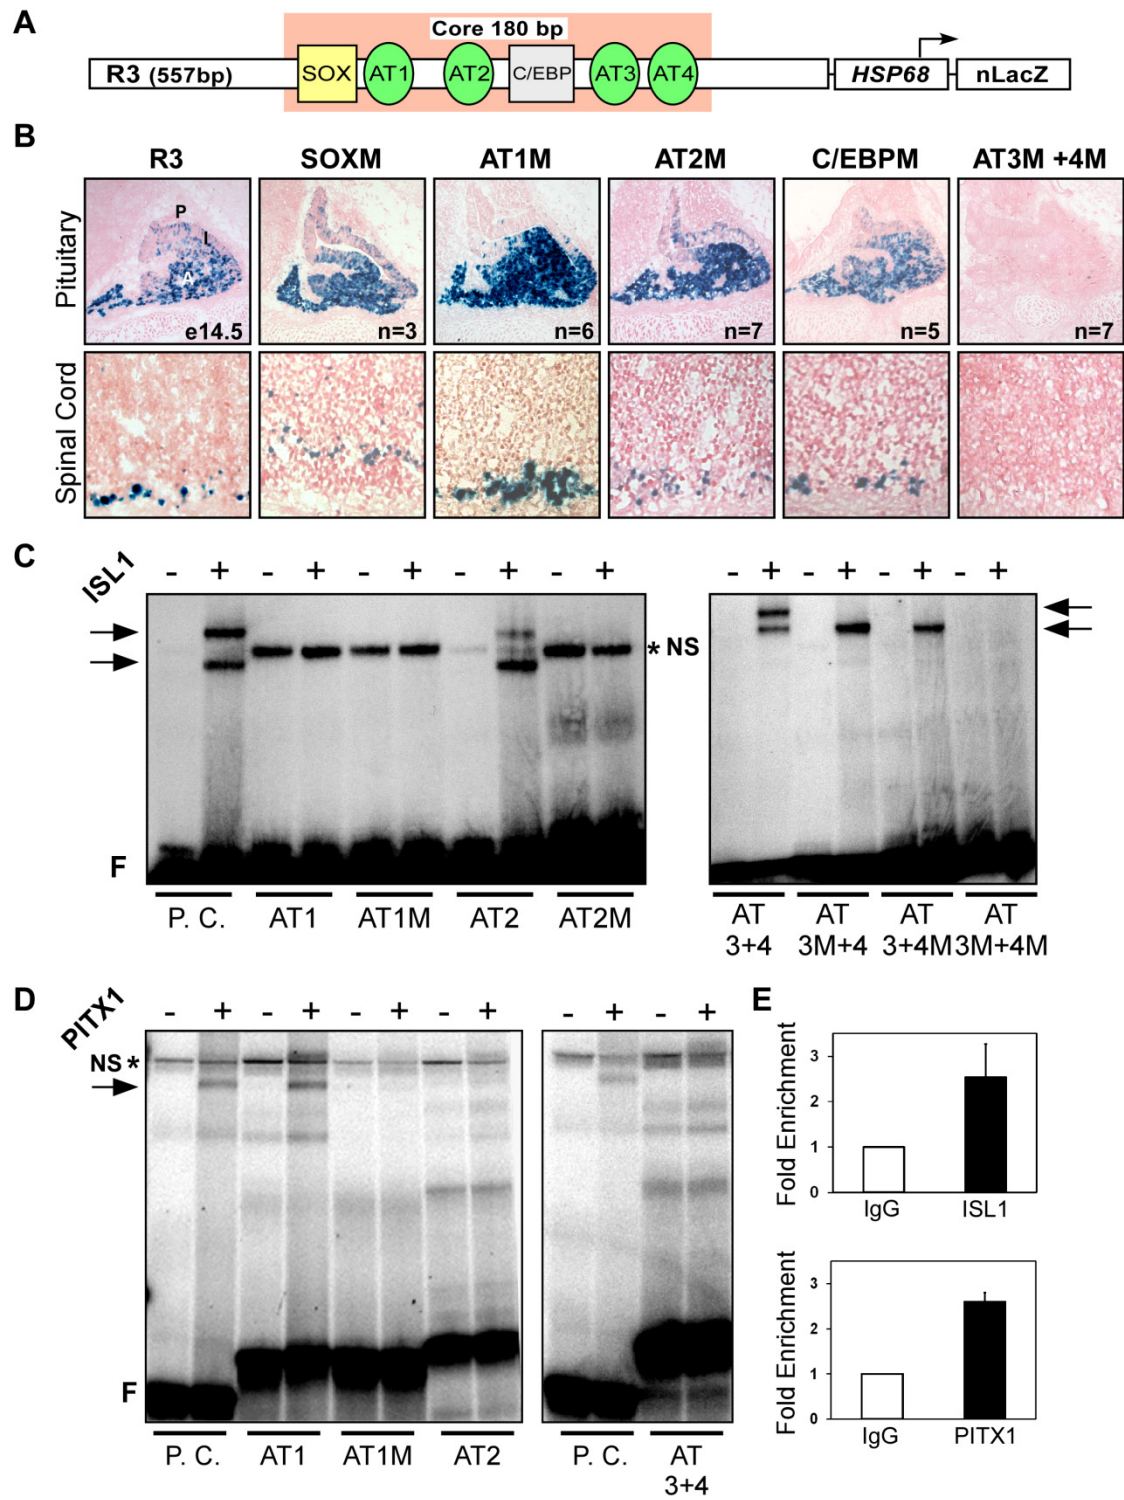 A
Core 180 bp
R3 (557bp) SOX AT1 AT2 C/EBP AT3 AT4 HSP68 nLacZ
B
R3 SOXM AT1M AT2M C/EBPM AT3M +4M
Pituitary
P
I
A
e14.5 n=3 n=6 n=7 n=5 n=7
Spinal Cord
C
ISL1 - + - + - + - + - + - + - + - + - +
* NS
F
P. C. AT1 AT1M AT2 AT2M
AT AT AT AT
3+4 3M+4 3+4M 3M+4M
D
PITX1 - + - + - + - + - + - +
NS *
F
P. C. AT1 AT1M AT2 P. C. AT
3+4
E
Fold Enrichment
3
2
1
0
IgG ISL1
Fold Enrichment
3
2
1
0
IgG PITX1